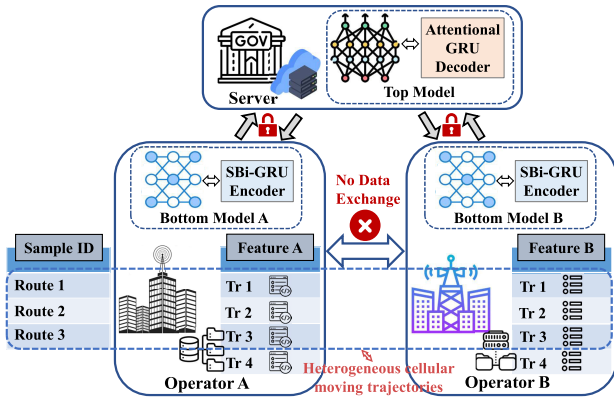 GOV
Server
Attentional
GRU
Decoder
Top Model
SBi-GRU
Encoder
Bottom Model A
No Data
Exchange
SBi-GRU
Encoder
Bottom Model B
Sample ID
Feature A
Feature B
Route 1
Tr 1
Tr 1
Route 2
Tr 2
Tr 2
Route 3
Tr 3
Tr 3
Tr 4
Tr 4
Heterogeneous cellular
moving trajectories
Operator A
Operator B